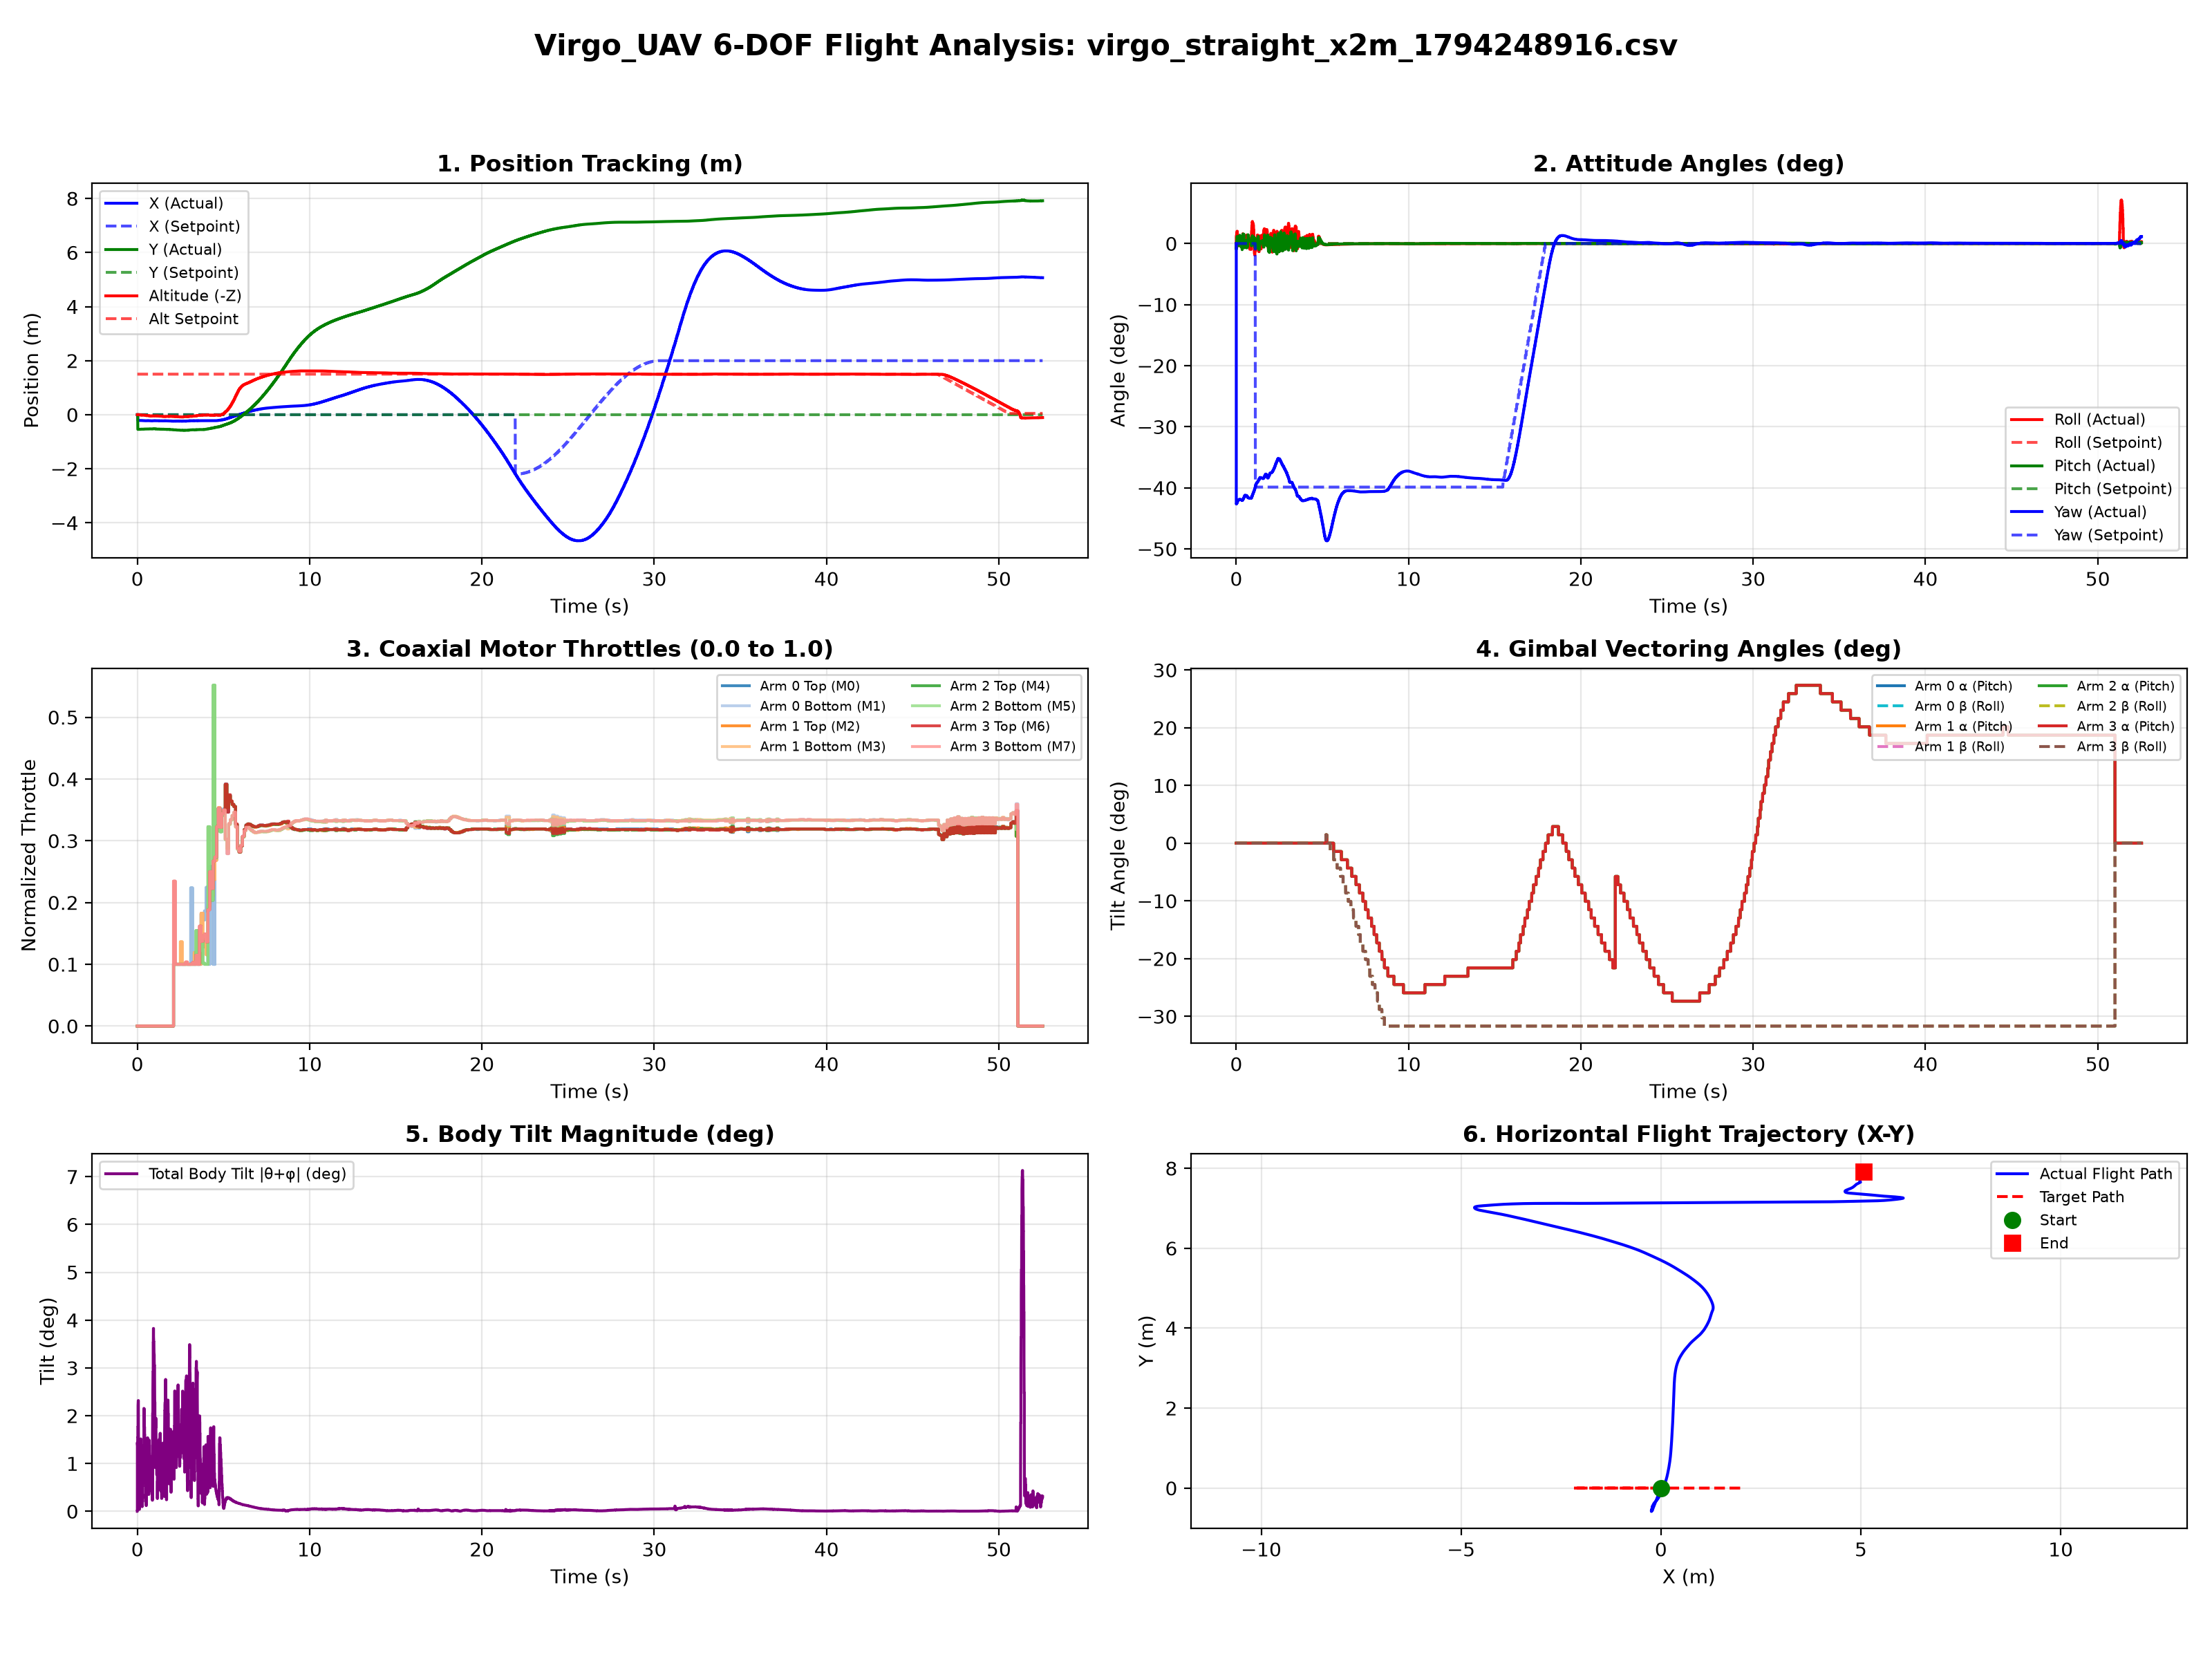 Virgo_UAV 6-DOF Flight Analysis: virgo_straight_x2m_1794248916.csv
1. Position Tracking (m)
Position (m)
8
6
4
2
0
−2
−4
X (Actual)
X (Setpoint)
Y (Actual)
Y (Setpoint)
Altitude (-Z)
Alt Setpoint
0 10 20 30 40 50
Time (s)
2. Attitude Angles (deg)
Angle (deg)
0
−10
−20
−30
−40
−50
Roll (Actual)
Roll (Setpoint)
Pitch (Actual)
Pitch (Setpoint)
Yaw (Actual)
Yaw (Setpoint)
0 10 20 30 40 50
Time (s)
3. Coaxial Motor Throttles (0.0 to 1.0)
Normalized Throttle
0.5
0.4
0.3
0.2
0.1
0.0
Arm 0 Top (M0) Arm 2 Top (M4)
Arm 0 Bottom (M1) Arm 2 Bottom (M5)
Arm 1 Top (M2) Arm 3 Top (M6)
Arm 1 Bottom (M3) Arm 3 Bottom (M7)
0 10 20 30 40 50
Time (s)
4. Gimbal Vectoring Angles (deg)
Tilt Angle (deg)
30
20
10
0
−10
−20
−30
Arm 0 α (Pitch) Arm 2 α (Pitch)
Arm 0 β (Roll) Arm 2 β (Roll)
Arm 1 α (Pitch) Arm 3 α (Pitch)
Arm 1 β (Roll) Arm 3 β (Roll)
0 10 20 30 40 50
Time (s)
5. Body Tilt Magnitude (deg)
Tilt (deg)
7
6
5
4
3
2
1
0
Total Body Tilt |θ+φ| (deg)
0 10 20 30 40 50
Time (s)
6. Horizontal Flight Trajectory (X-Y)
Y (m)
8
6
4
2
0
Actual Flight Path
Target Path
Start
End
−10 −5 0 5 10
X (m)